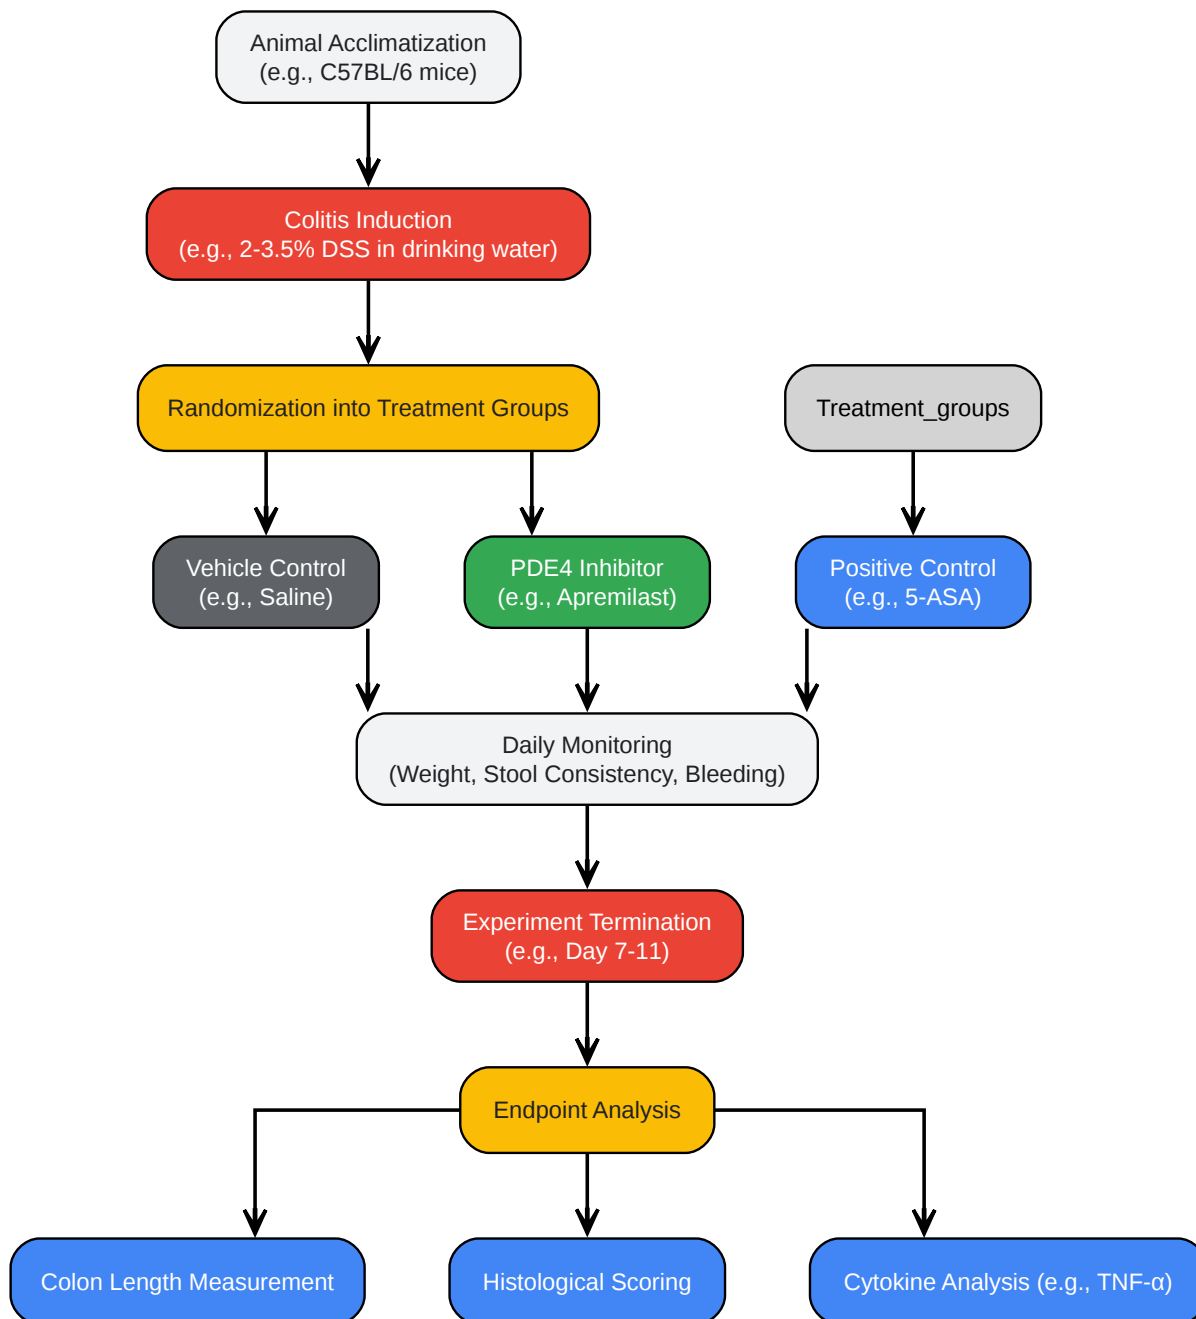 Animal Acclimatization
(e.g., C57BL/6 mice)
Colitis Induction
(e.g., 2-3.5% DSS in drinking water)
Randomization into Treatment Groups
Treatment_groups
Vehicle Control
(e.g., Saline)
PDE4 Inhibitor
(e.g., Apremilast)
Positive Control
(e.g., 5-ASA)
Daily Monitoring
(Weight, Stool Consistency, Bleeding)
Experiment Termination
(e.g., Day 7-11)
Endpoint Analysis
Colon Length Measurement
Histological Scoring
Cytokine Analysis (e.g., TNF-α)